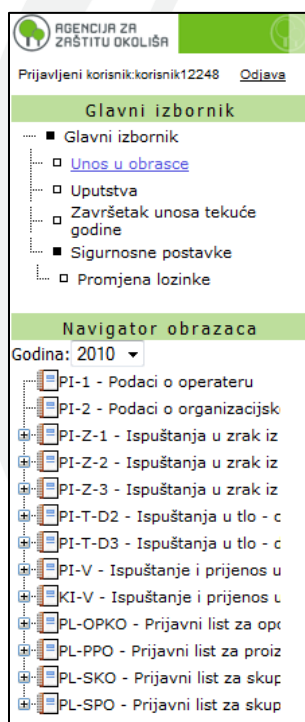 AGENCIJA ZA
ZAŠTITU OKOLIŠA
Prijavljeni korisnik:korisnik12248 Odjava
Glavni izbornik
Glavni izbornik
Unos u obrasce
Uputstva
Završetak unosa tekuće
godine
Sigurnosne postavke
Promjena lozinke
Navigator obrazaca
Godina: 2010
PI-1 - Podaci o operateru
PI-2 - Podaci o organizacijsk
PI-Z-1 - Ispuštanja u zrak iz
PI-Z-2 - Ispuštanja u zrak iz
PI-Z-3 - Ispuštanja u zrak iz
PI-T-D2 - Ispuštanja u tlo - c
PI-T-D3 - Ispuštanja u tlo - c
PI-V - Ispuštanje i prijenos u
KI-V - Ispuštanje i prijenos u
PL-OPKO - Prijavni list za opc
PL-PPO - Prijavni list za proiz
PL-SKO - Prijavni list za skup
PL-SPO - Prijavni list za skup